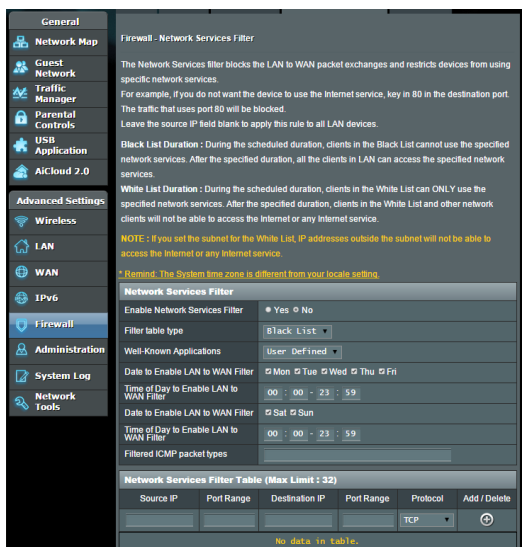 General
Network Map
Guest
Network
Traffic
Manager
Parental
Controls
USB
Application
AiCloud 2.0
Advanced Settings
Wireless
LAN
WAN
IPv6
Firewall
Administration
System Log
Network
Tools
Firewall - Network Services Filter
The Network Services filter blocks the LAN to WAN packet exchanges and restricts devices from using
specific network services.
For example, if you do not want the device to use the Internet service, key in 80 in the destination port.
The traffic that uses port 80 will be blocked.
Leave the source IP field blank to apply this rule to all LAN devices.
Black List Duration : During the scheduled duration, clients in the Black List cannot use the specified
network services. After the specified duration, all the clients in LAN can access the specified network
services.
White List Duration : During the scheduled duration, clients in the White List can ONLY use the
specified network services. After the specified duration, clients in the White List and other network
clients will not be able to access the Internet or any Internet service.
NOTE : If you set the subnet for the White List, IP addresses outside the subnet will not be able to
access the Internet or any Internet service.
* Remind: The System time zone is different from your locale setting.
Network Services Filter
Enable Network Services Filter Yes No
Filter table type Black List
Well-Known Applications User Defined
Date to Enable LAN to WAN Filter Mon Tue Wed Thu Fri
Time of Day to Enable LAN to
WAN Filter 00 : 00 - 23 : 59
Date to Enable LAN to WAN Filter Sat Sun
Time of Day to Enable LAN to
WAN Filter 00 : 00 - 23 : 59
Filtered ICMP packet types
Network Services Filter Table (Max Limit : 32)
Source IP Port Range Destination IP Port Range Protocol Add / Delete
TCP
No data in table.